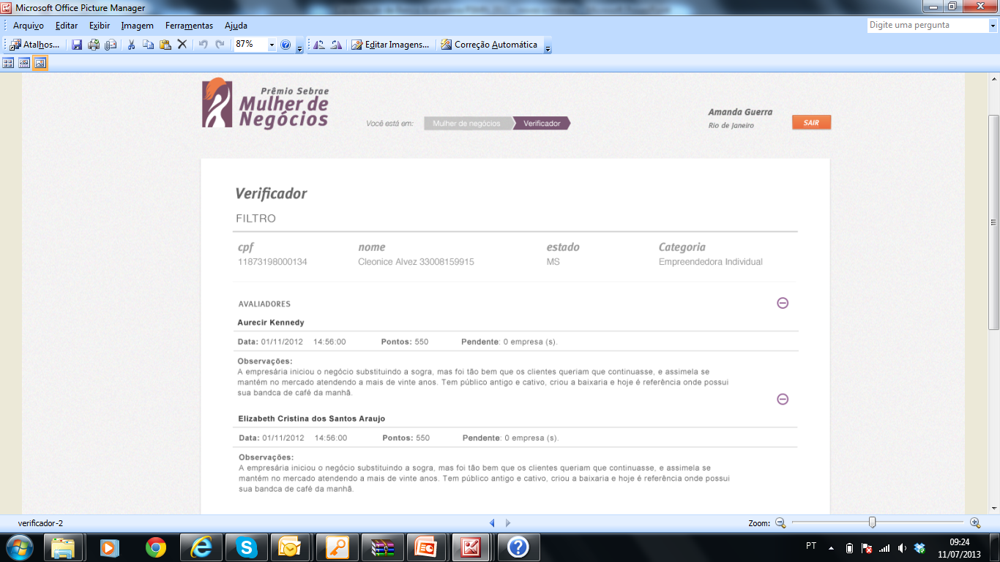 Microsoft Office Picture Manager
Arquivo Editar Exibir Imagem Ferramentas Ajuda
Digite uma pergunta
Atalhos... 87% Editar Imagens... Correção Automática
Prêmio Sebrae
Mulher de
Negócios
Você está em: Mulher de negócios Verificador
Amanda Guerra
Rio de Janeiro
SAIR
Verificador
FILTRO
cpf nome estado Categoria
11873198000134 Cleonice Alvez 33008159915 MS Empreendedora Individual
AVALIADORES
Aurecir Kennedy
Data: 01/11/2012 14:56:00 Pontos: 550 Pendente: 0 empresa (s).
Observações:
A empresária iniciou o negócio substituindo a sogra, mas foi tão bem que os clientes queriam que continuasse, e assimela se
mantém no mercado atendendo a mais de vinte anos. Tem público antigo e cativo, criou a baixaria e hoje é referência onde possui
sua bandca de café da manhã.
Elizabeth Cristina dos Santos Araujo
Data: 01/11/2012 14:56:00 Pontos: 550 Pendente: 0 empresa (s).
Observações:
A empresária iniciou o negócio substituindo a sogra, mas foi tão bem que os clientes queriam que continuasse, e assimela se
mantém no mercado atendendo a mais de vinte anos. Tem público antigo e cativo, criou a baixaria e hoje é referência onde possui
sua bandca de café da manhã.
verificador-2
Zoom:
PT
09:24
11/07/2013